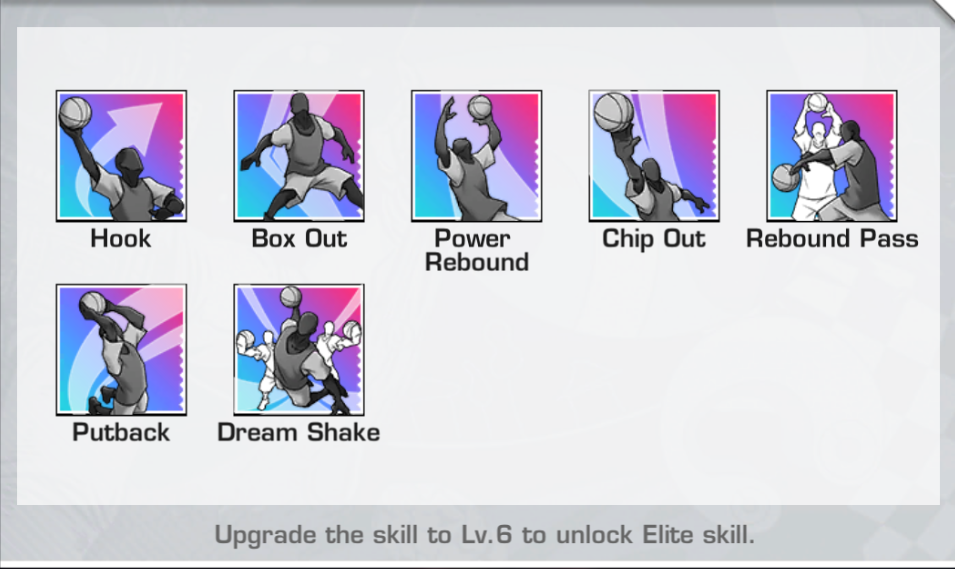 Hook
Box Out
Power
Rebound
Chip Out
Rebound Pass
Putback
Dream Shake
Upgrade the skill to Lv.6 to unlock Elite skill.